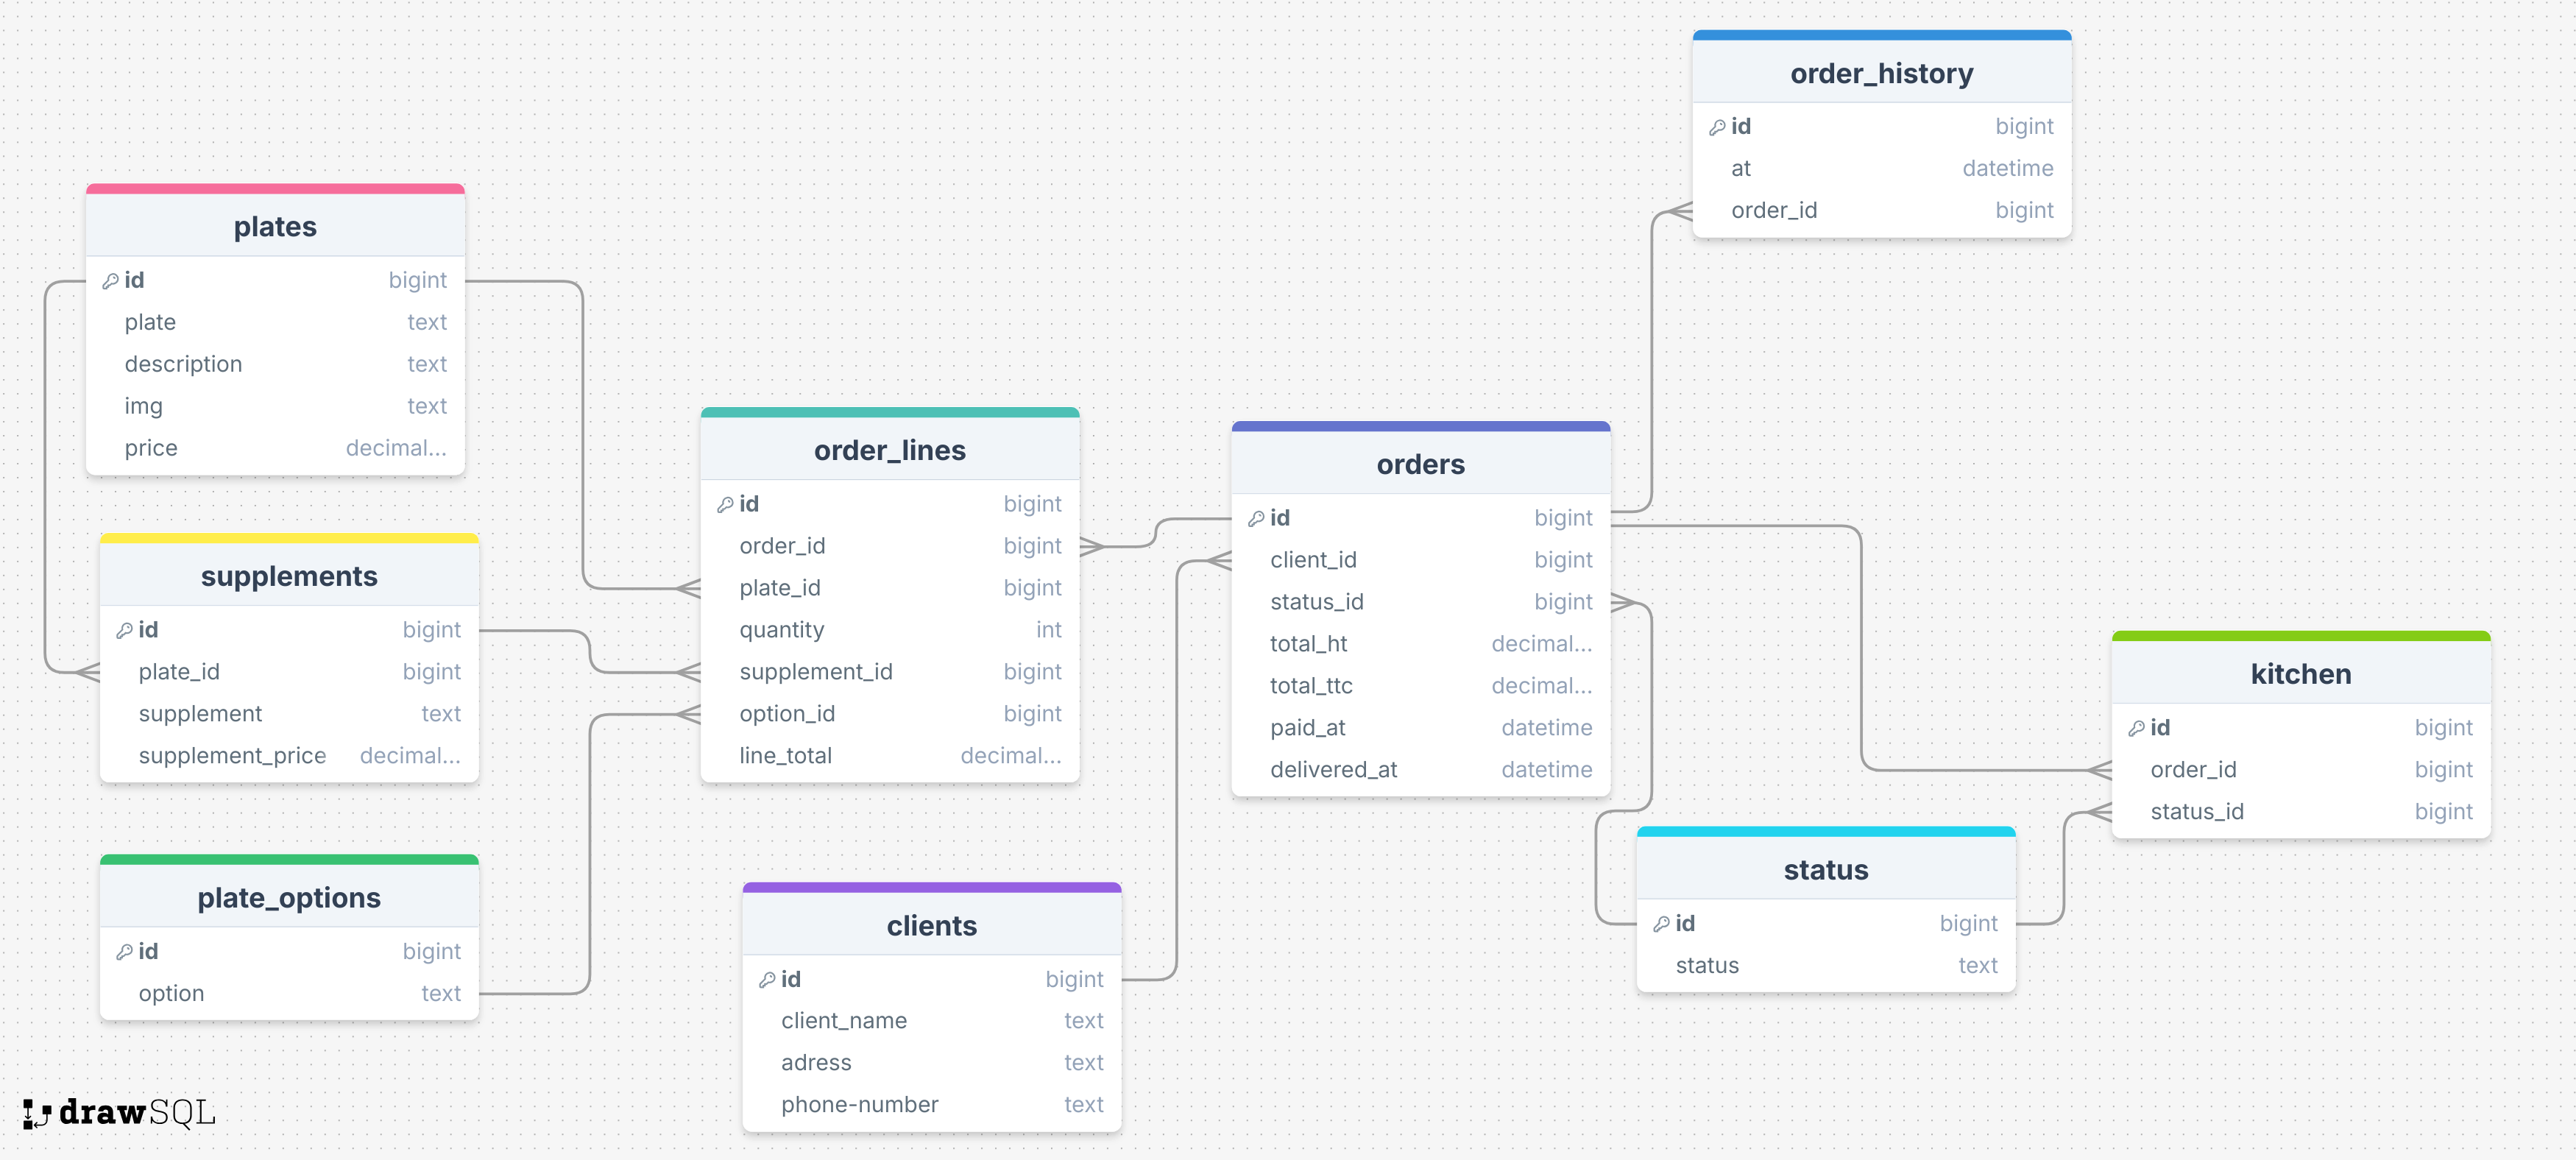 order_history
id bigint
at datetime
order_id bigint
plates
id bigint
plate text
description text
img text
price decimal...
order_lines
id bigint
order_id bigint
plate_id bigint
quantity int
supplement_id bigint
option_id bigint
line_total decimal...
orders
id bigint
client_id bigint
status_id bigint
total_ht decimal...
total_ttc decimal...
paid_at datetime
delivered_at datetime
supplements
id bigint
plate_id bigint
supplement text
supplement_price decimal...
kitchen
id bigint
order_id bigint
status_id bigint
status
id bigint
status text
plate_options
id bigint
option text
clients
id bigint
client_name text
adress text
phone-number text
drawSQL